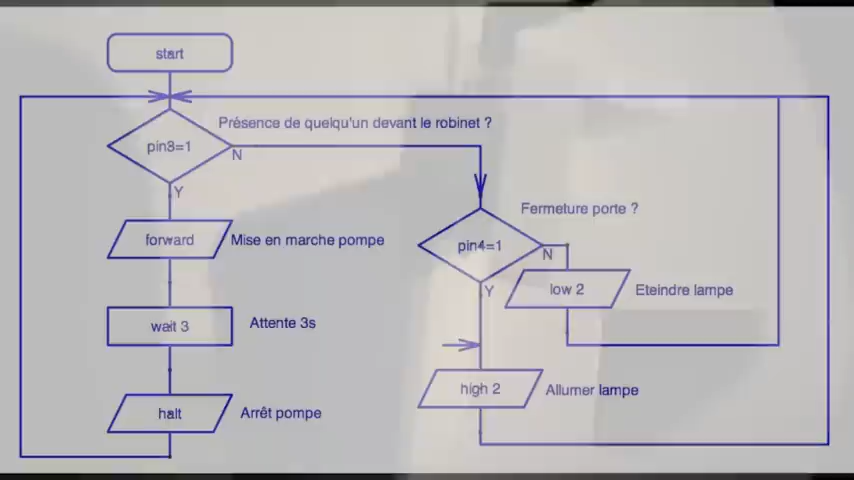 start
Présence de quelqu'un devant le robinet ?
pin3=1
N
Y
Fermeture porte ?
forward
Mise en marche pompe
pin4=1
N
Y
low 2
Eteindre lampe
wait 3
Attente 3s
high 2
Allumer lampe
halt
Arrêt pompe